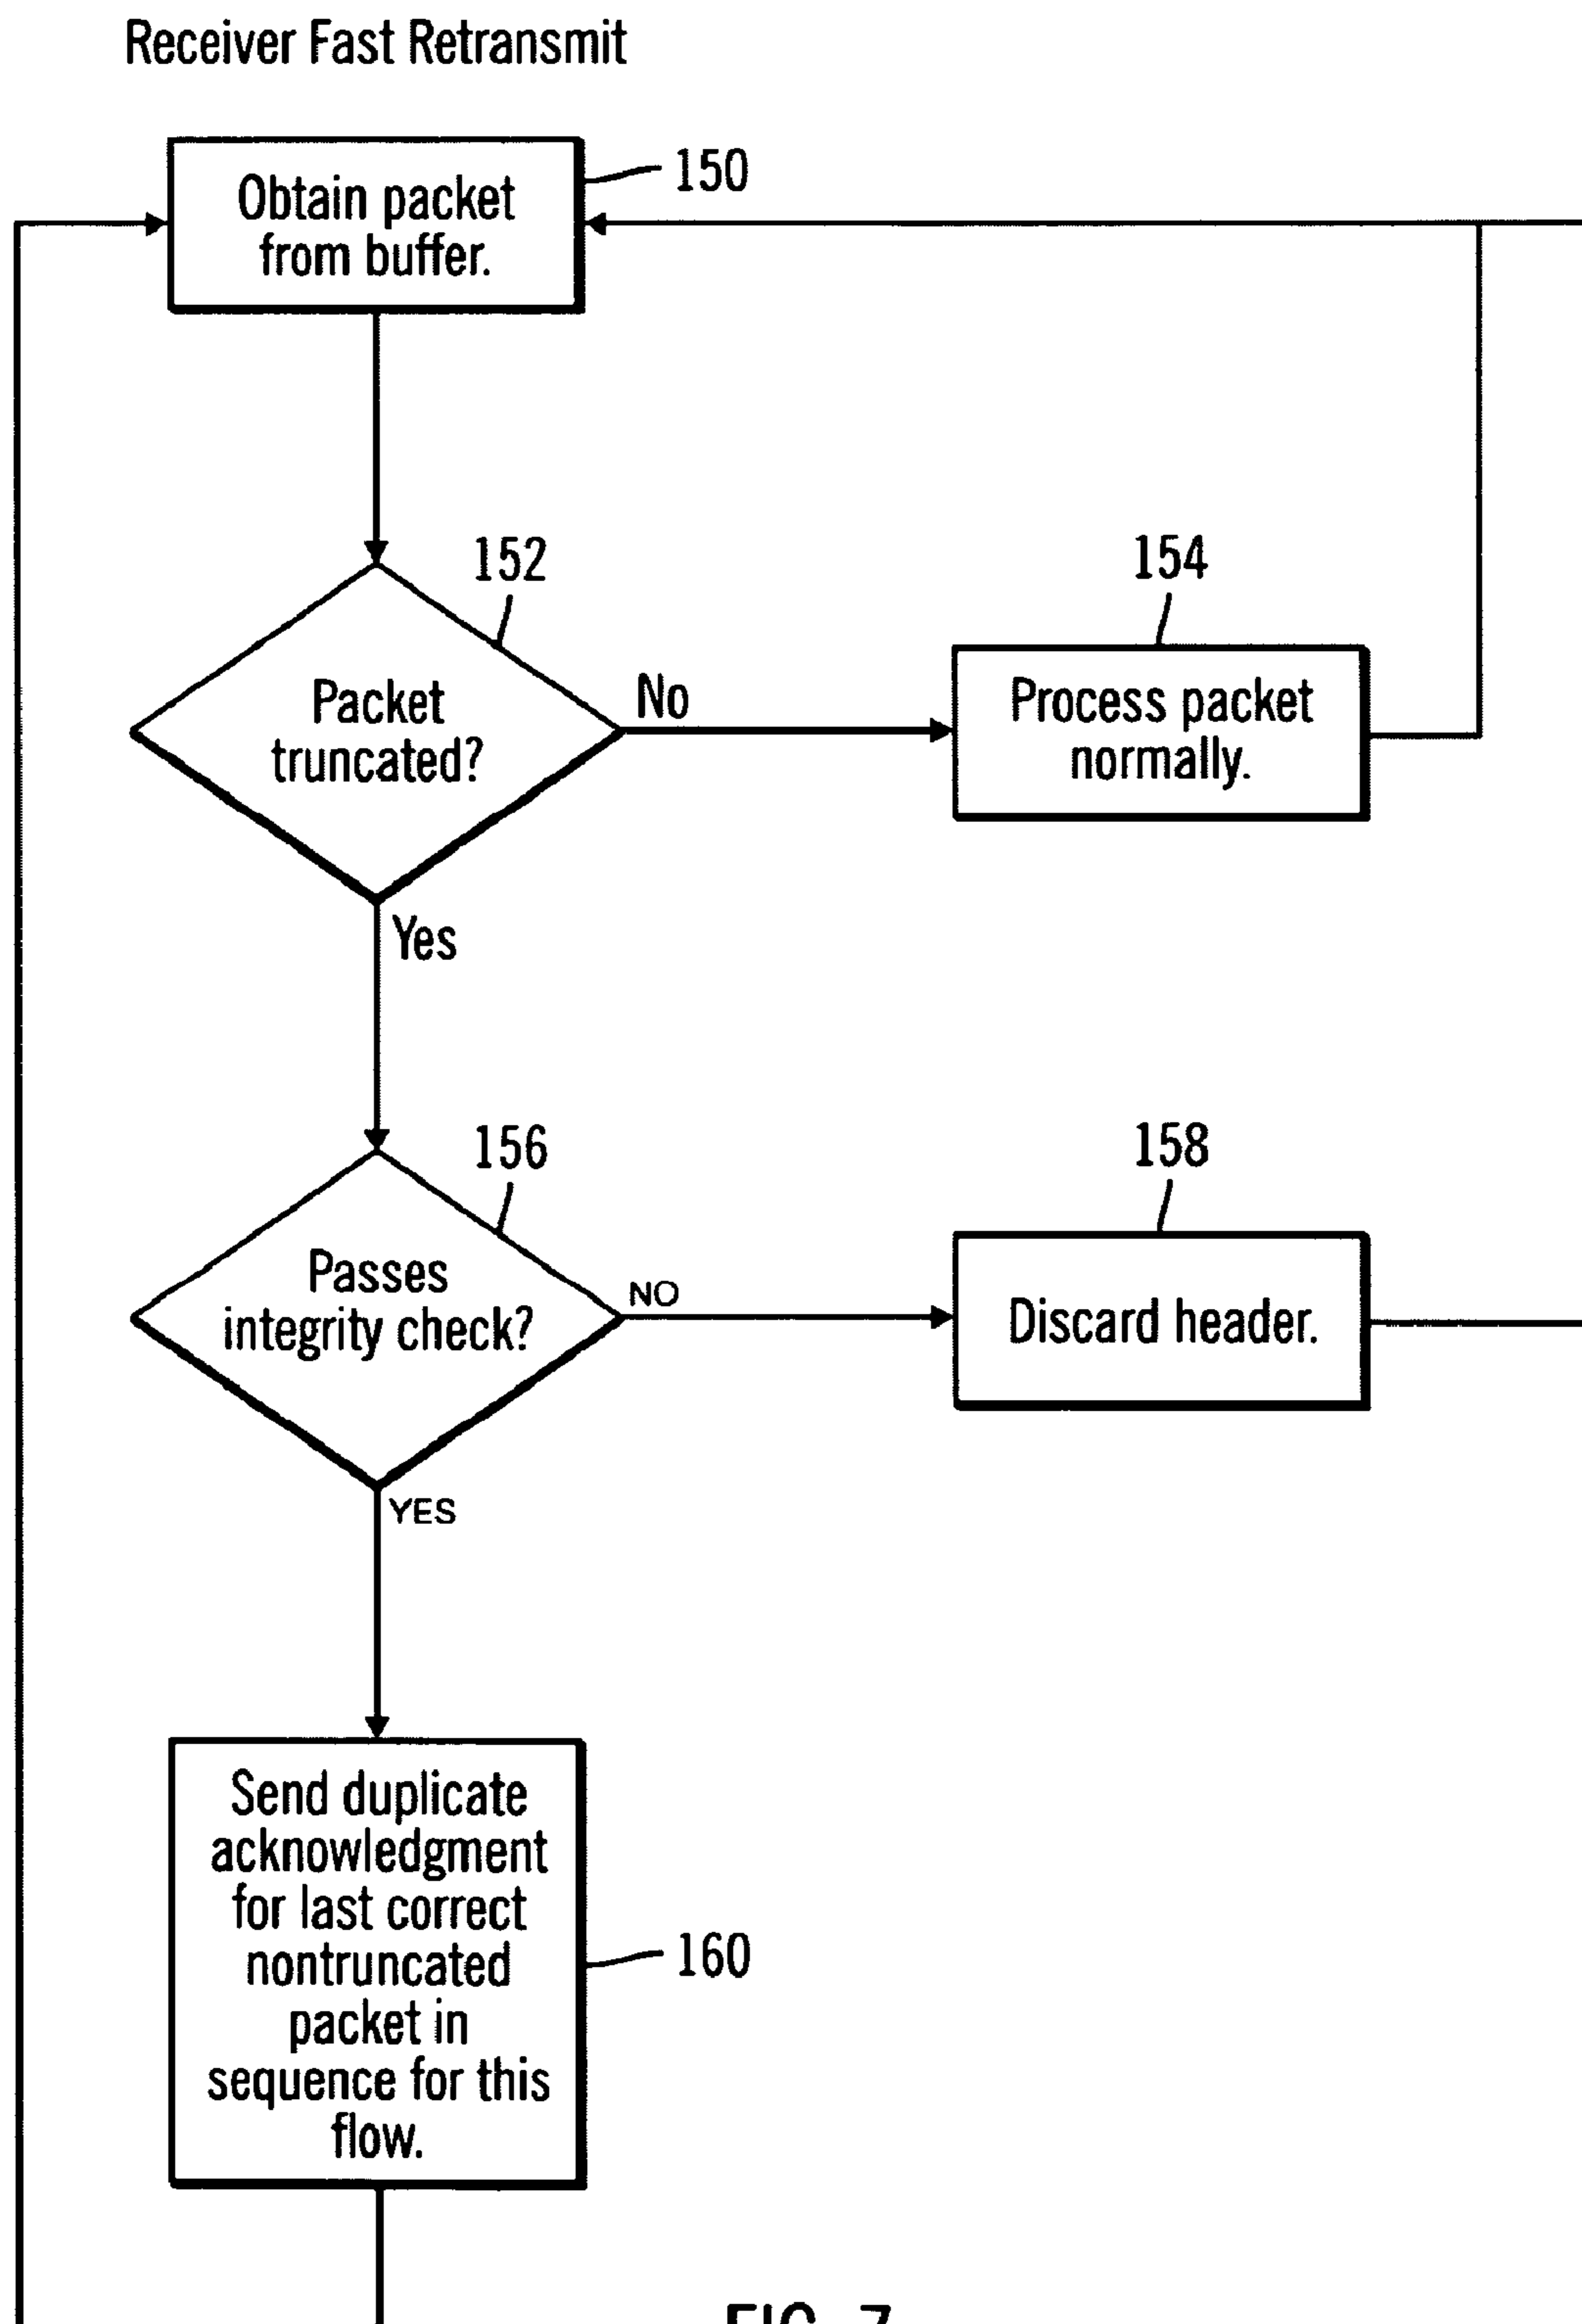 Receiver Fast Retransmit
150
Obtain packet
from buffer.
152
154
Packet
truncated?
No
Process packet
normally.
Yes
156
158
Passes
integrity check?
NO
Discard header.
YES
Send duplicate
acknowledgment
for last correct
nontruncated
packet in
sequence for this
flow.
160
FIG. 7